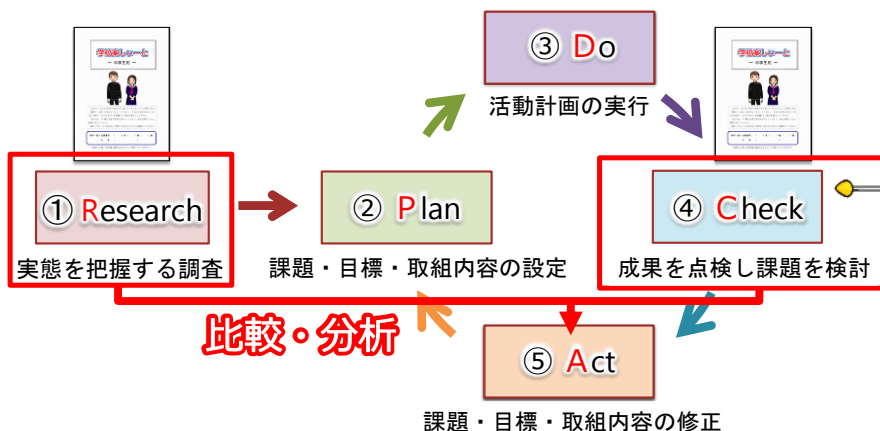 ③ Do
活動計画の実行
① Research
実態を把握する調査
② Plan
課題・目標・取組内容の設定
④ Check
成果を点検し課題を検討
比較・分析
⑤ Act
課題・目標・取組内容の修正